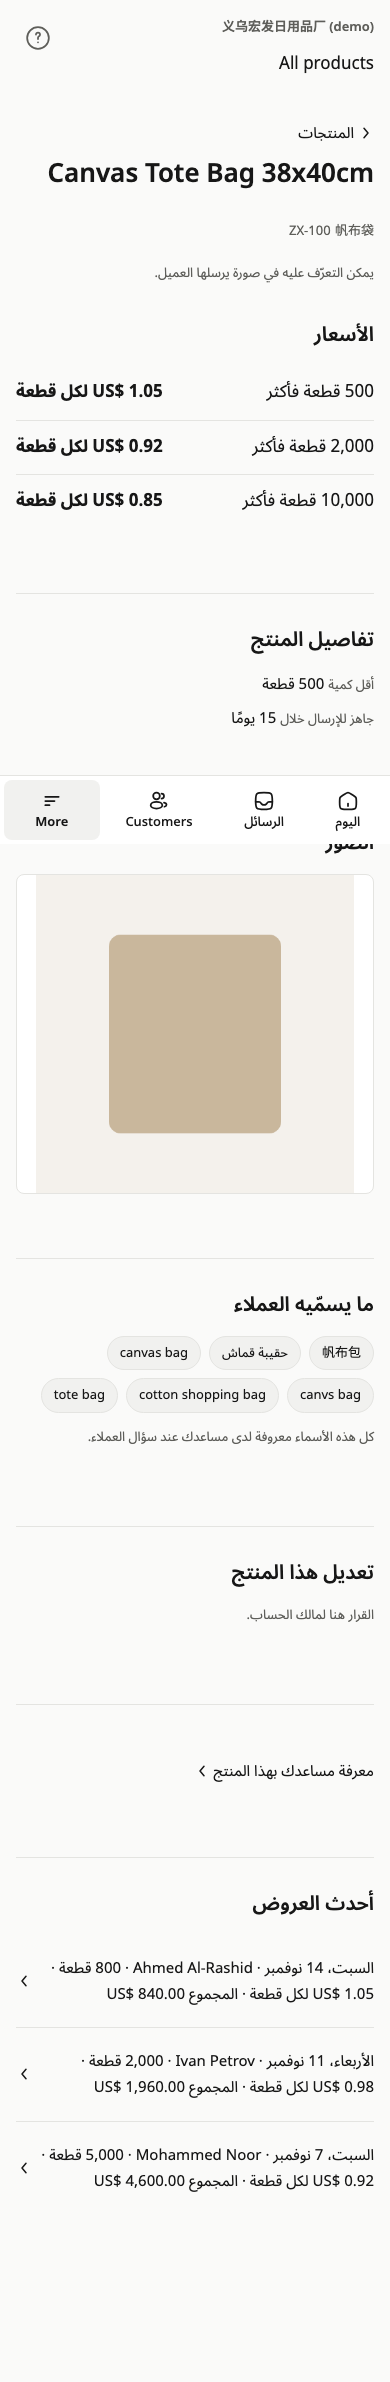 义乌宏发日用品厂 (demo)
All products
المنتجات
Canvas Tote Bag 38x40cm
ZX-100 帆布袋
يمكن التعرّف عليه في صورة يرسلها العميل.
الأسعار
500 قطعة فأكثر
US$ 1.05 لكل قطعة
2,000 قطعة فأكثر
US$ 0.92 لكل قطعة
10,000 قطعة فأكثر
US$ 0.85 لكل قطعة
تفاصيل المنتج
أقل كمية 500 قطعة
جاهز للإرسال خلال 15 يومًا
اليوم
الرسائل
Customers
More
الصور
ما يسمّيه العملاء
帆布包
حقيبة قماش
canvas bag
canvs bag
cotton shopping bag
tote bag
كل هذه الأسماء معروفة لدى مساعدك عند سؤال العملاء.
تعديل هذا المنتج
القرار هنا لمالك الحساب.
معرفة مساعدك بهذا المنتج
أحدث العروض
السبت، 14 نوفمبر · Ahmed Al-Rashid · 800 قطعة ·
US$ 1.05 لكل قطعة · المجموع US$ 840.00
الأربعاء، 11 نوفمبر · Ivan Petrov · 2,000 قطعة ·
US$ 0.98 لكل قطعة · المجموع US$ 1,960.00
السبت، 7 نوفمبر · Mohammed Noor · 5,000 قطعة ·
US$ 0.92 لكل قطعة · المجموع US$ 4,600.00